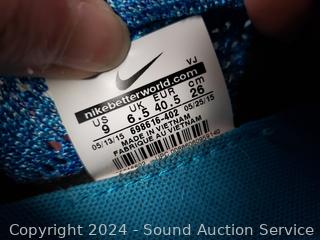 VJ
nikebetterworld.com
US UK EUR cm
9 6.5 40.5 26
05/13/15 698616-402 05/25/15
MADE IN VIETNAM
FABRIQUE AU VIETNAM
Copyright © 2024 - Sound Auction Service